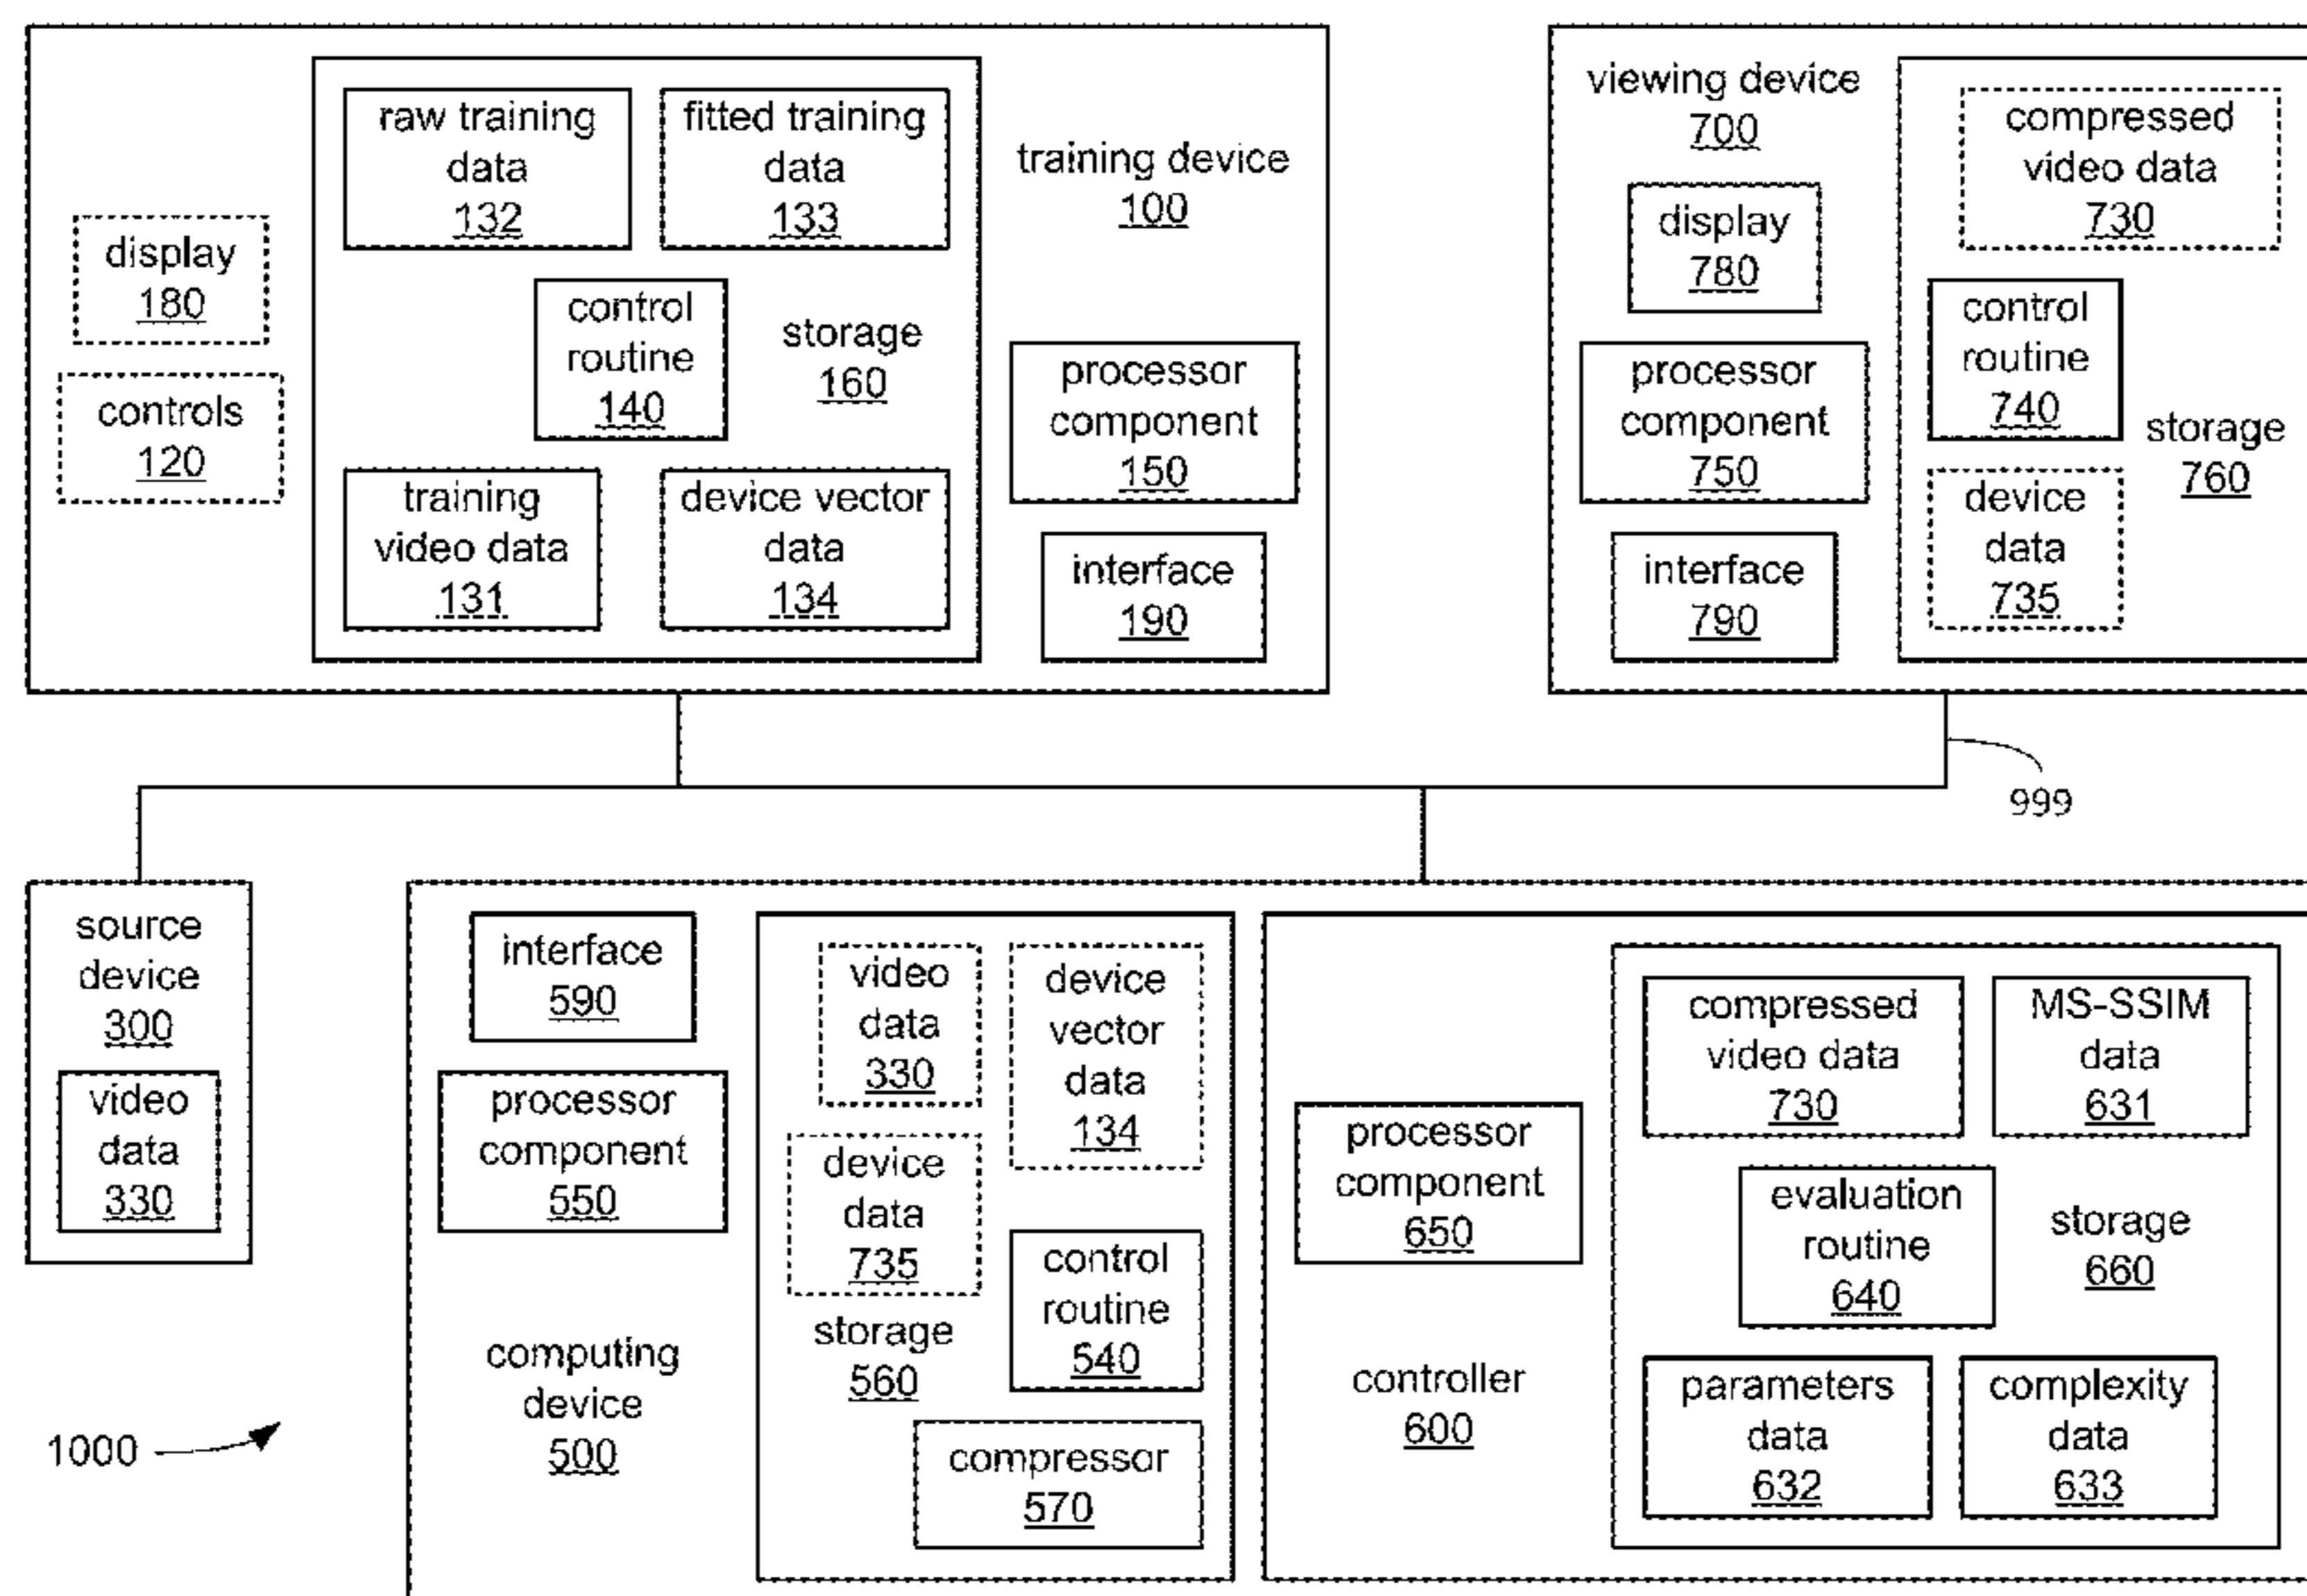 raw training
data
132
fitted training
data
133
training device
100
display
180
controls
120
control
routine
140
storage
160
processor
component
150
training
video data
131
device vector
data
134
interface
190
viewing device
700
display
780
processor
component
750
interface
790
compressed
video data
730
control
routine
740
storage
760
device
data
735
999
source
device
300
video
data
330
1000
interface
590
processor
component
550
computing
device
500
video
data
330
device
vector
data
134
device
data
735
storage
560
control
routine
540
compressor
570
processor
component
650
controller
600
compressed
video data
730
MS-SSIM
data
631
evaluation
routine
640
storage
660
parameters
data
632
complexity
data
633